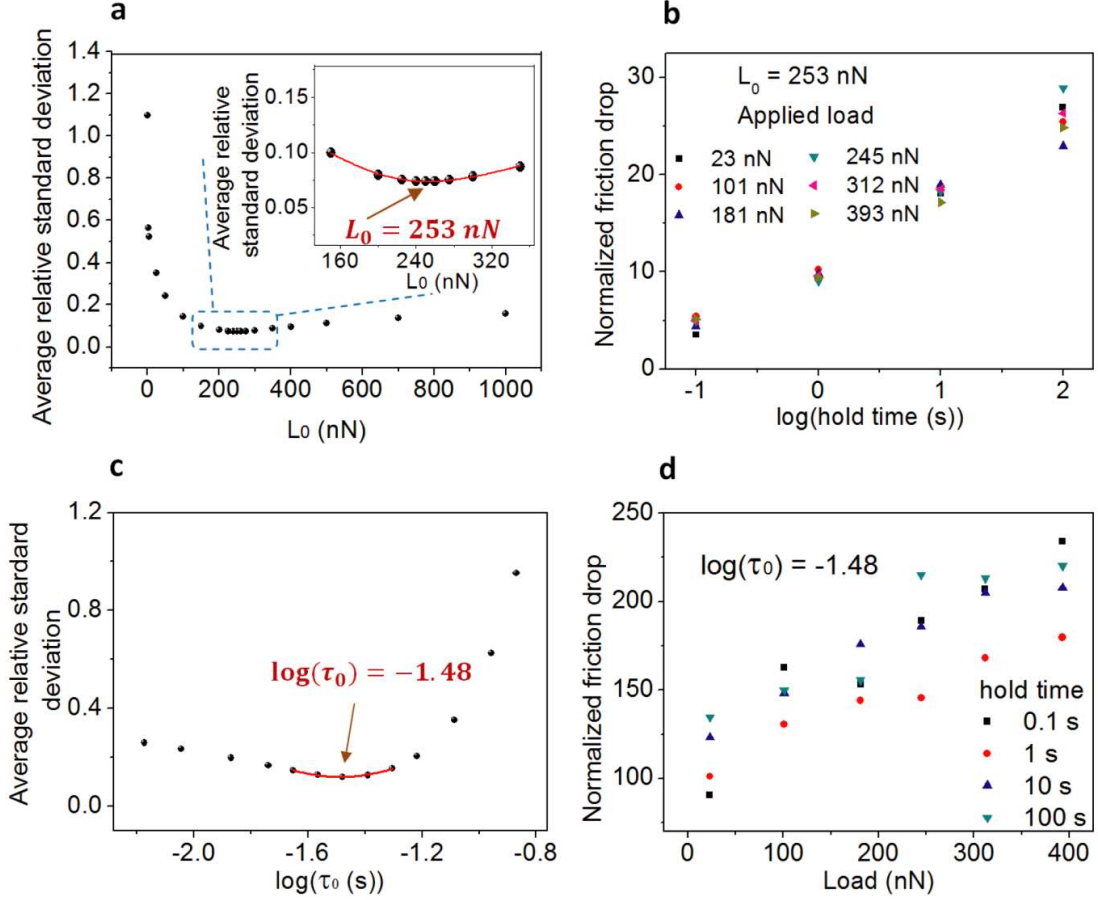 a
Average relative standard deviation
1.4
1.2
1.0
0.8
0.6
0.4
0.2
0.0
0 200 400 600 800 1000
L0 (nN)
Average relative
standard deviation
0.15
0.10
0.05
L0 = 253 nN
160 240 320
L0 (nN)
b
Normalized friction drop
30
20
10
0
L0 = 253 nN
Applied load
23 nN 245 nN
101 nN 312 nN
181 nN 393 nN
-1 0 1 2
log(hold time (s))
c
Average relative standard
deviation
1.2
0.8
0.4
0.0
log(τ0) = −1.48
-2.0 -1.6 -1.2 -0.8
log(τ0 (s))
d
Normalized friction drop
250
200
150
100
log(τ0) = -1.48
hold time
0.1 s
1 s
10 s
100 s
0 100 200 300 400
Load (nN)